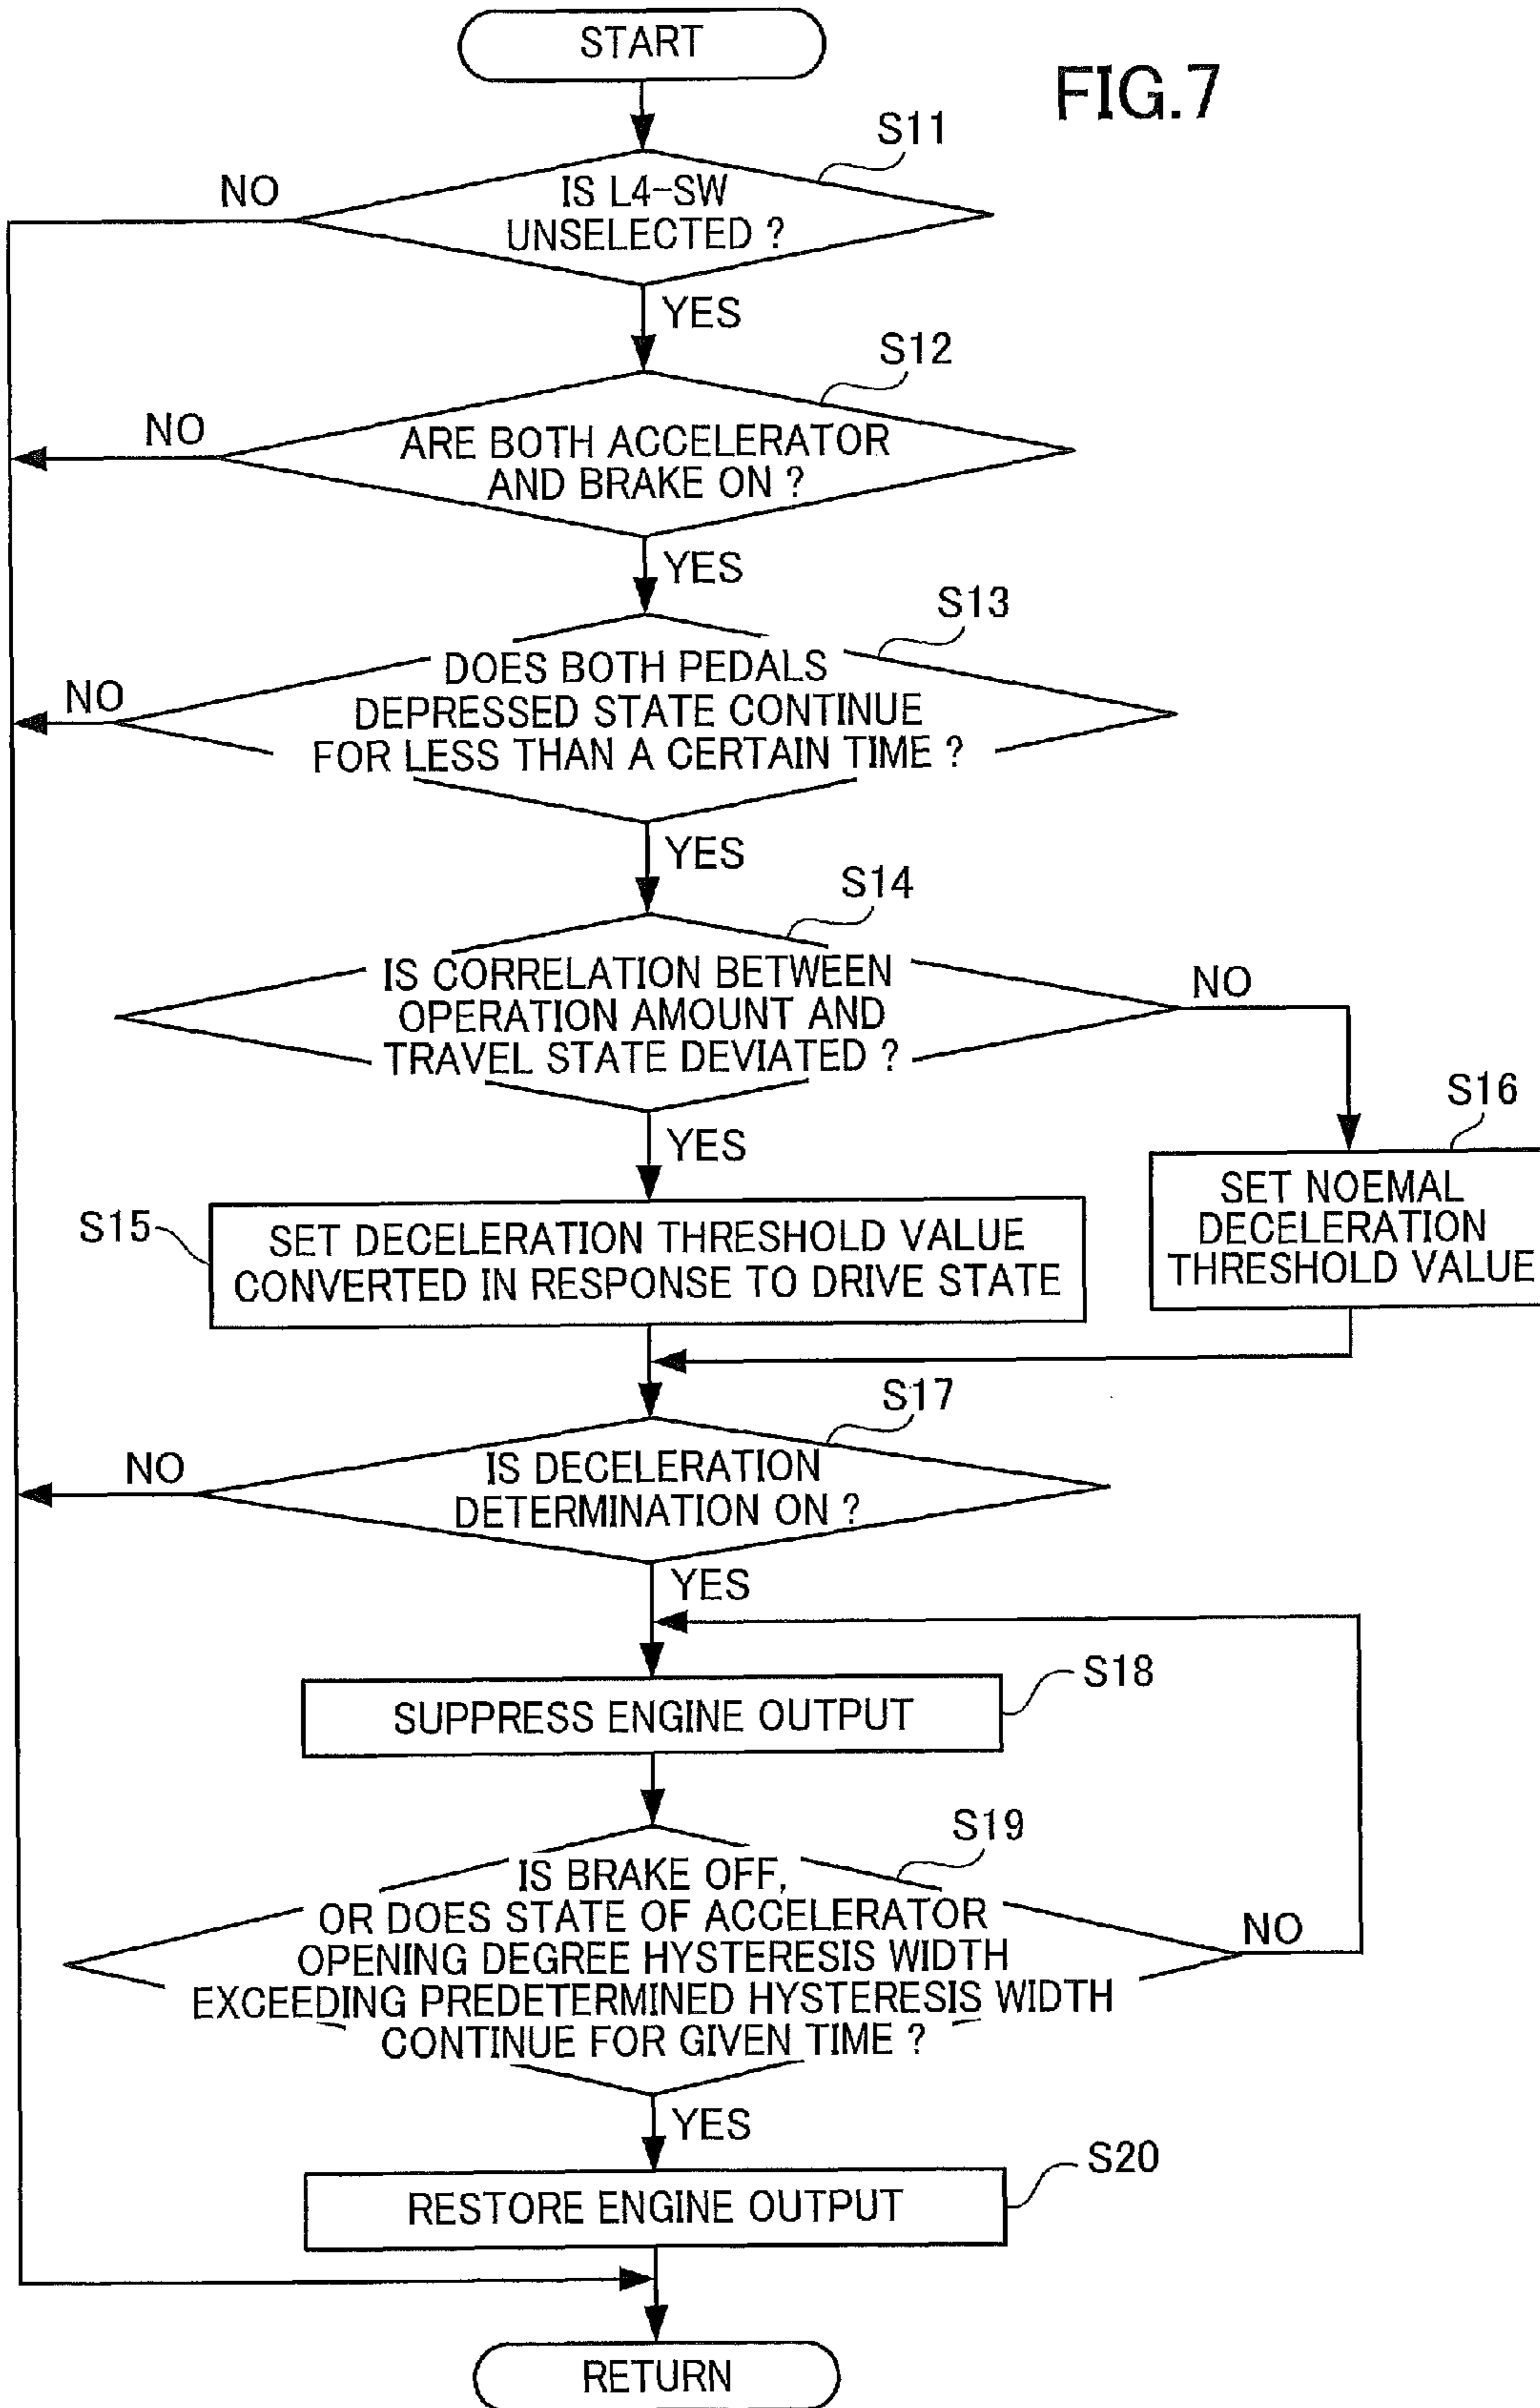 START
FIG.7
S11
NO
IS L4-SW
UNSELECTED ?
YES
S12
NO
ARE BOTH ACCELERATOR
AND BRAKE ON ?
YES
S13
NO
DOES BOTH PEDALS
DEPRESSED STATE CONTINUE
FOR LESS THAN A CERTAIN TIME ?
YES
S14
IS CORRELATION BETWEEN
OPERATION AMOUNT AND
TRAVEL STATE DEVIATED ?
NO
YES
S16
SET NOEMAL
DECELERATION
THRESHOLD VALUE
S15
SET DECELERATION THRESHOLD VALUE
CONVERTED IN RESPONSE TO DRIVE STATE
S17
NO
IS DECELERATION
DETERMINATION ON ?
YES
S18
SUPPRESS ENGINE OUTPUT
S19
IS BRAKE OFF,
OR DOES STATE OF ACCELERATOR
OPENING DEGREE HYSTERESIS WIDTH
EXCEEDING PREDETERMINED HYSTERESIS WIDTH
CONTINUE FOR GIVEN TIME ?
NO
YES
S20
RESTORE ENGINE OUTPUT
RETURN